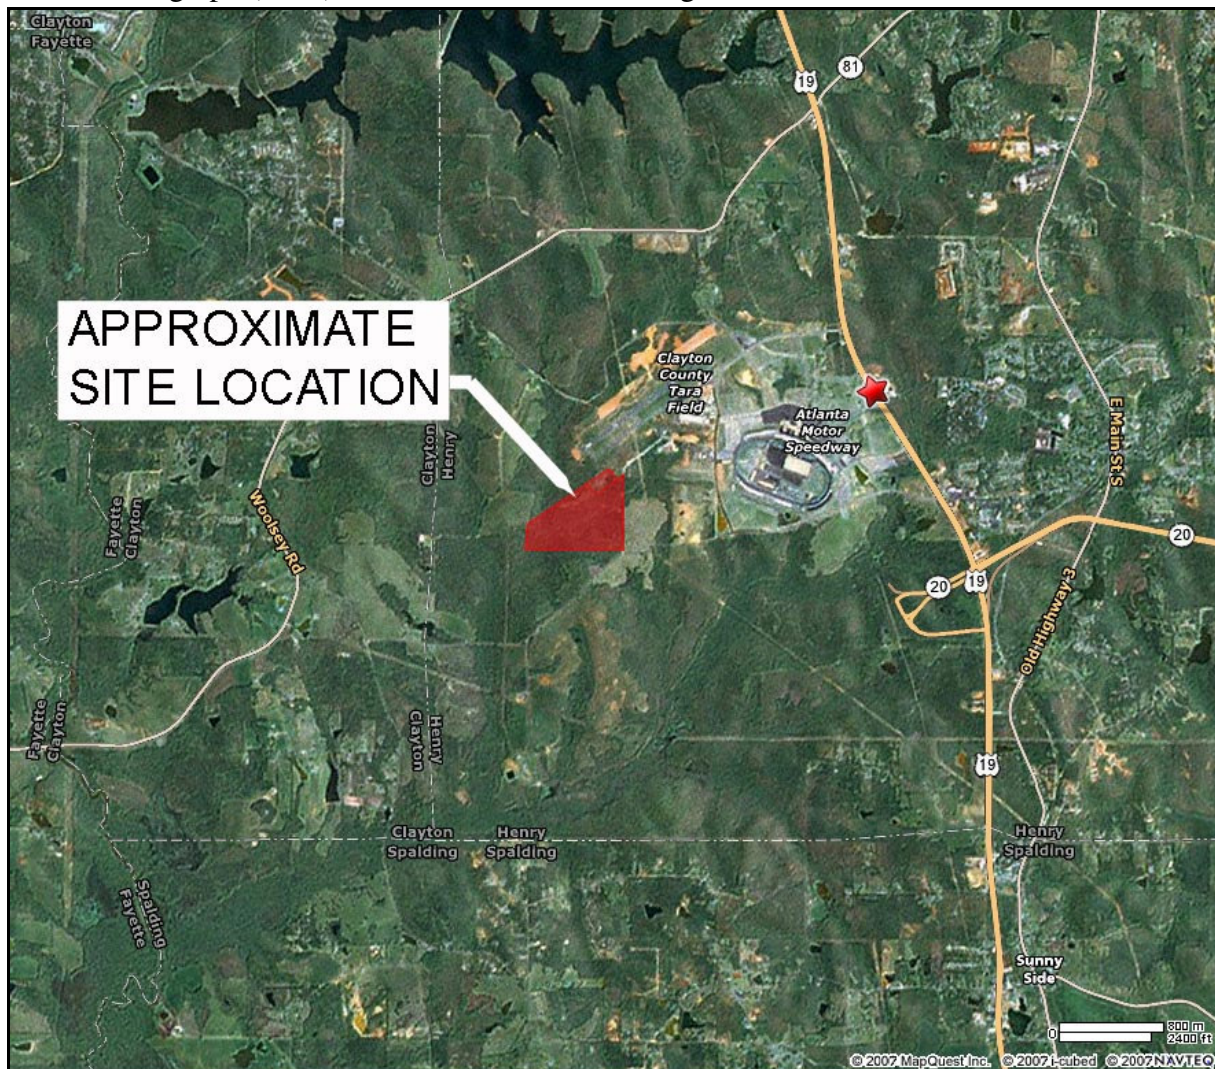 Clayton
Fayette
19
81
APPROXIMATE
SITE LOCATION
Clayton
County
Tara
Field
Atlanta
Motor
Speedway
Clayton
Henry
E Main St S
Fayette
Clayton
Woolsey Rd
20
20
19
Old Highway 3
Fayette
Clayton
Henry
Clayton
19
Clayton
Spalding
Henry
Spalding
Henry
Spalding
Spalding
Fayette
Sunny
Side
0
800 m
2400 ft
© 2007 MapQuest Inc. © 2007 i-cubed © 2007 NAVTEQ